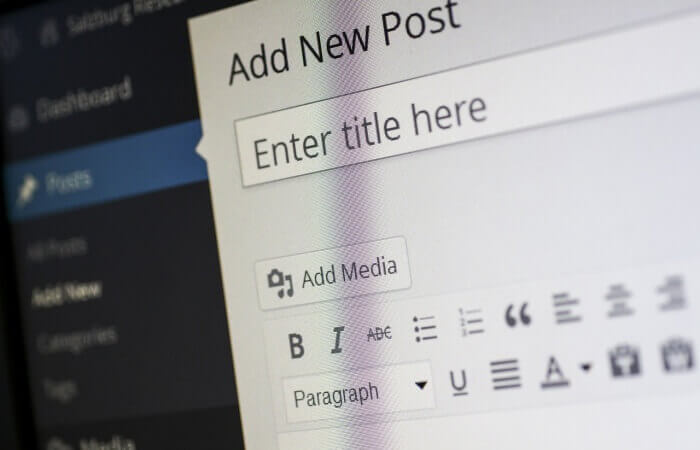 Salzburg Resea
Dashboard
Posts
All Posts
Add New
Categories
Tags
Media
Add New Post
Enter title here
Add Media
B I ABC
Paragraph U A